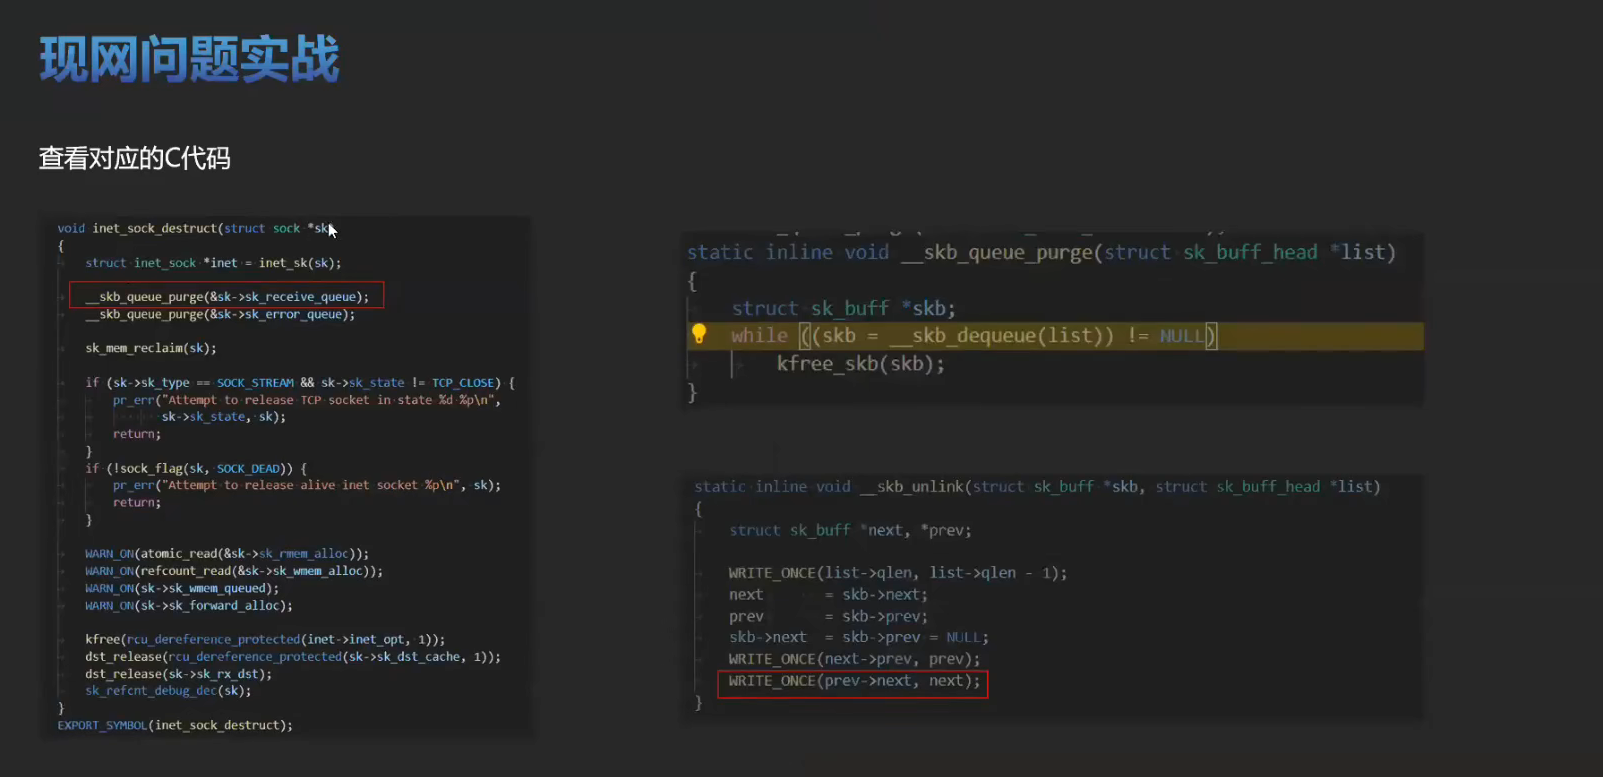 现网问题实战
查看对应的C代码
void inet_sock_destruct(struct sock *sk
{
struct inet_sock *inet = inet_sk(sk);
__skb_queue_purge(&sk->sk_receive_queue);
__skb_queue_purge(&sk->sk_error_queue);
sk_mem_reclaim(sk);
if (sk->sk_type == SOCK_STREAM && sk->sk_state != TCP_CLOSE) {
pr_err("Attempt to release TCP socket in state %d %p\n",
sk->sk_state, sk);
return;
}
if (!sock_flag(sk, SOCK_DEAD)) {
pr_err("Attempt to release alive inet socket %p\n", sk);
return;
}
WARN_ON(atomic_read(&sk->sk_rmem_alloc));
WARN_ON(refcount_read(&sk->sk_wmem_alloc));
WARN_ON(sk->sk_wmem_queued);
WARN_ON(sk->sk_forward_alloc);
kfree(rcu_dereference_protected(inet->inet_opt, 1));
dst_release(rcu_dereference_protected(sk->sk_dst_cache, 1));
dst_release(sk->sk_rx_dst);
sk_refcnt_debug_dec(sk);
}
EXPORT_SYMBOL(inet_sock_destruct);
static inline void __skb_queue_purge(struct sk_buff_head *list)
{
struct sk_buff *skb;
while ((skb = __skb_dequeue(list)) != NULL)
kfree_skb(skb);
}
static inline void __skb_unlink(struct sk_buff *skb, struct sk_buff_head *list)
{
struct sk_buff *next, *prev;
WRITE_ONCE(list->qlen, list->qlen - 1);
next = skb->next;
prev = skb->prev;
skb->next = skb->prev = NULL;
WRITE_ONCE(next->prev, prev);
WRITE_ONCE(prev->next, next);
}